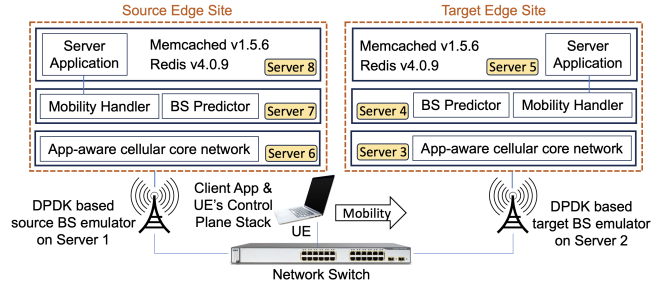 Source Edge Site
Target Edge Site
Server
Application
Memcached v1.5.6
Redis v4.0.9
Server 8
Memcached v1.5.6
Redis v4.0.9
Server 5
Server
Application
Mobility Handler
BS Predictor
Server 7
Server 4
BS Predictor
Mobility Handler
App-aware cellular core network
Server 6
Server 3
App-aware cellular core network
DPDK based
source BS emulator
on Server 1
Client App &
UE's Control
Plane Stack
UE
Mobility
DPDK based
target BS emulator
on Server 2
Network Switch